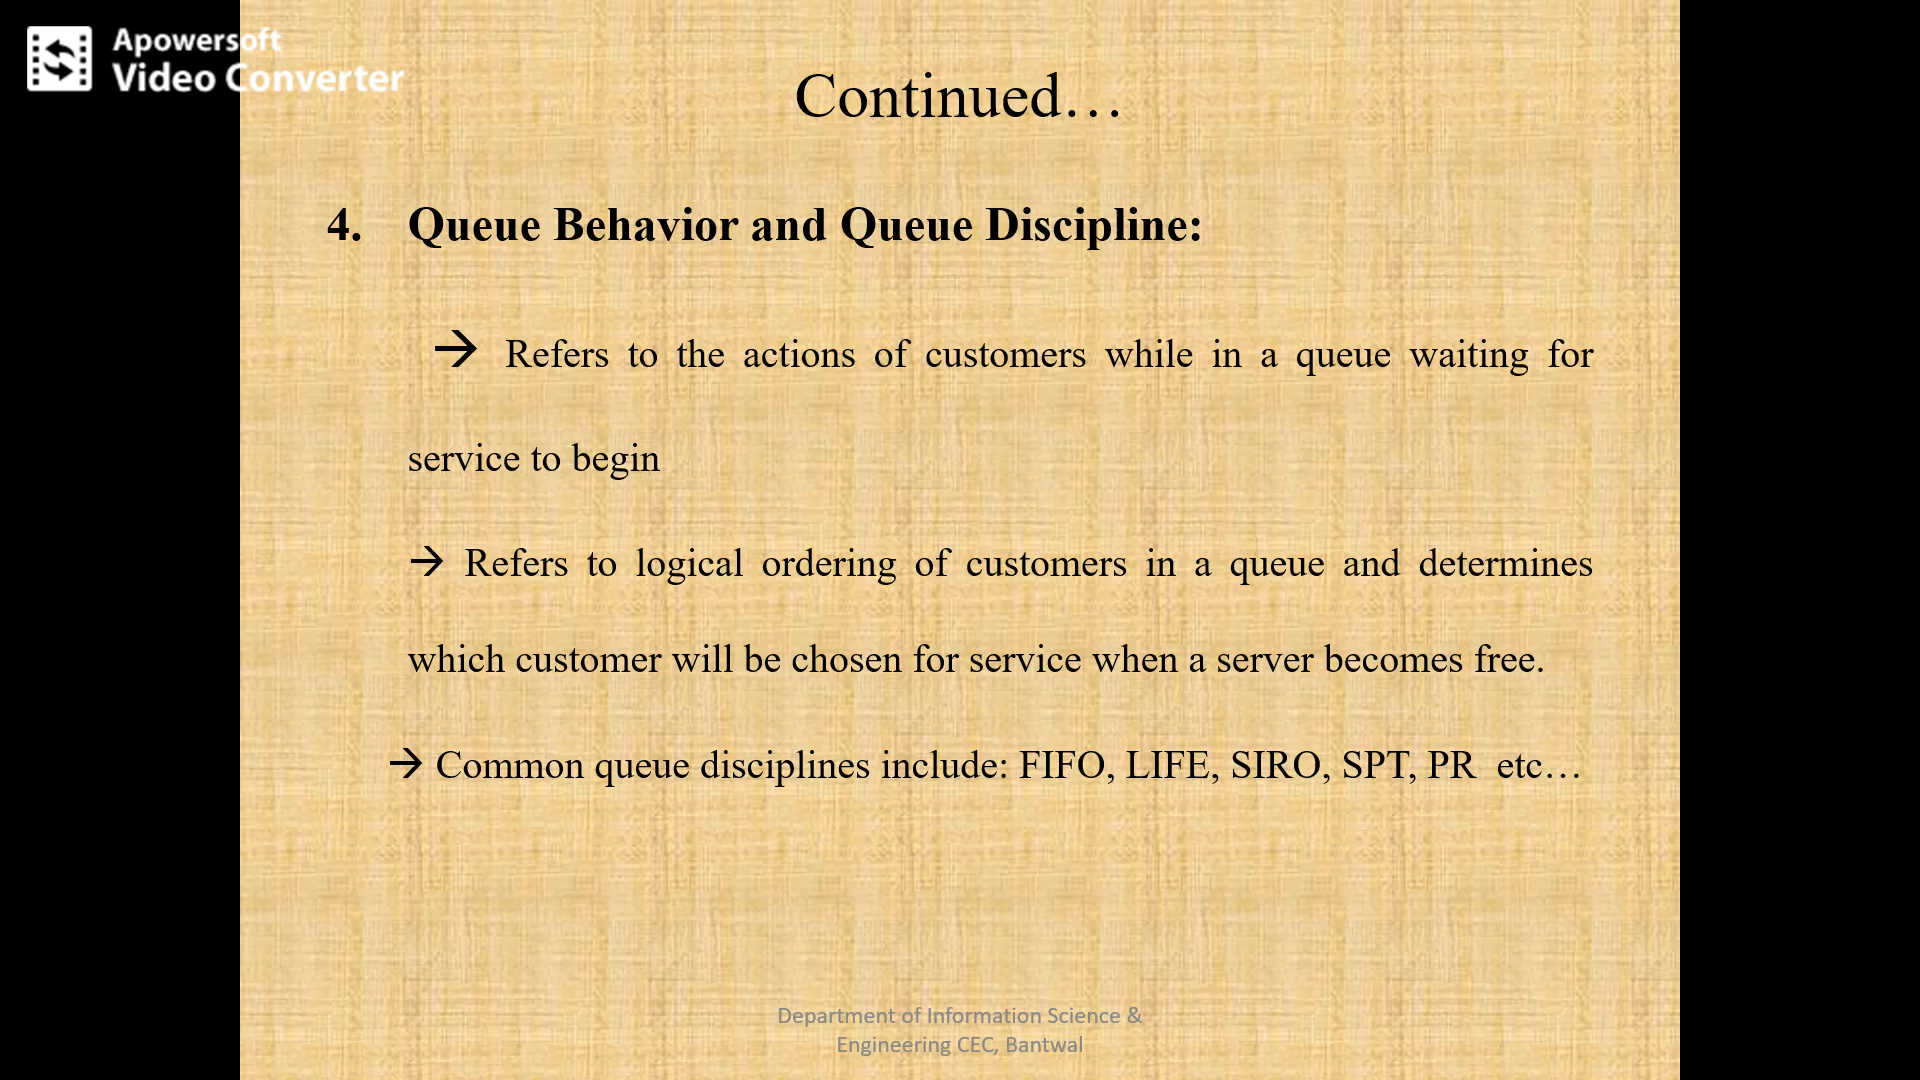 Apowersoft
Video Converter
Continued…
4. Queue Behavior and Queue Discipline:
→ Refers to the actions of customers while in a queue waiting for
service to begin
→ Refers to logical ordering of customers in a queue and determines
which customer will be chosen for service when a server becomes free.
→ Common queue disciplines include: FIFO, LIFE, SIRO, SPT, PR etc…
Department of Information Science &
Engineering CEC, Bantwal